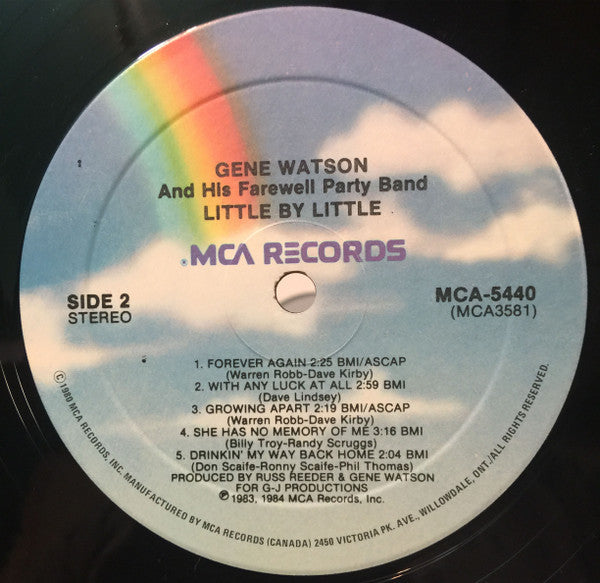 1
GENE WATSON
And His Farewell Party Band
LITTLE BY LITTLE
®MCA RECORDS
SIDE 2
STEREO
MCA-5440
(MCA3581)
1. FOREVER AGAIN 2:25 BMI/ASCAP
(Warren Robb-Dave Kirby)
2. WITH ANY LUCK AT ALL 2:59 BMI
(Dave Lindsey)
3. GROWING APART 2:19 BMI/ASCAP
(Warren Robb-Dave Kirby)
4. SHE HAS NO MEMORY OF ME 3:16 BMI
(Billy Troy-Randy Scruggs)
5. DRINKIN' MY WAY BACK HOME 2:04 BMI
(Don Scaife-Ronny Scaife-Phil Thomas)
PRODUCED BY RUSS REEDER & GENE WATSON
FOR G-J PRODUCTIONS
℗1983, 1984 MCA Records, Inc.
©1980 MCA RECORDS, INC. MANUFACTURED BY MCA RECORDS (CANADA) 2450 VICTORIA PK. AVE., WILLOWDALE, ONT./ALL RIGHTS RESERVED.